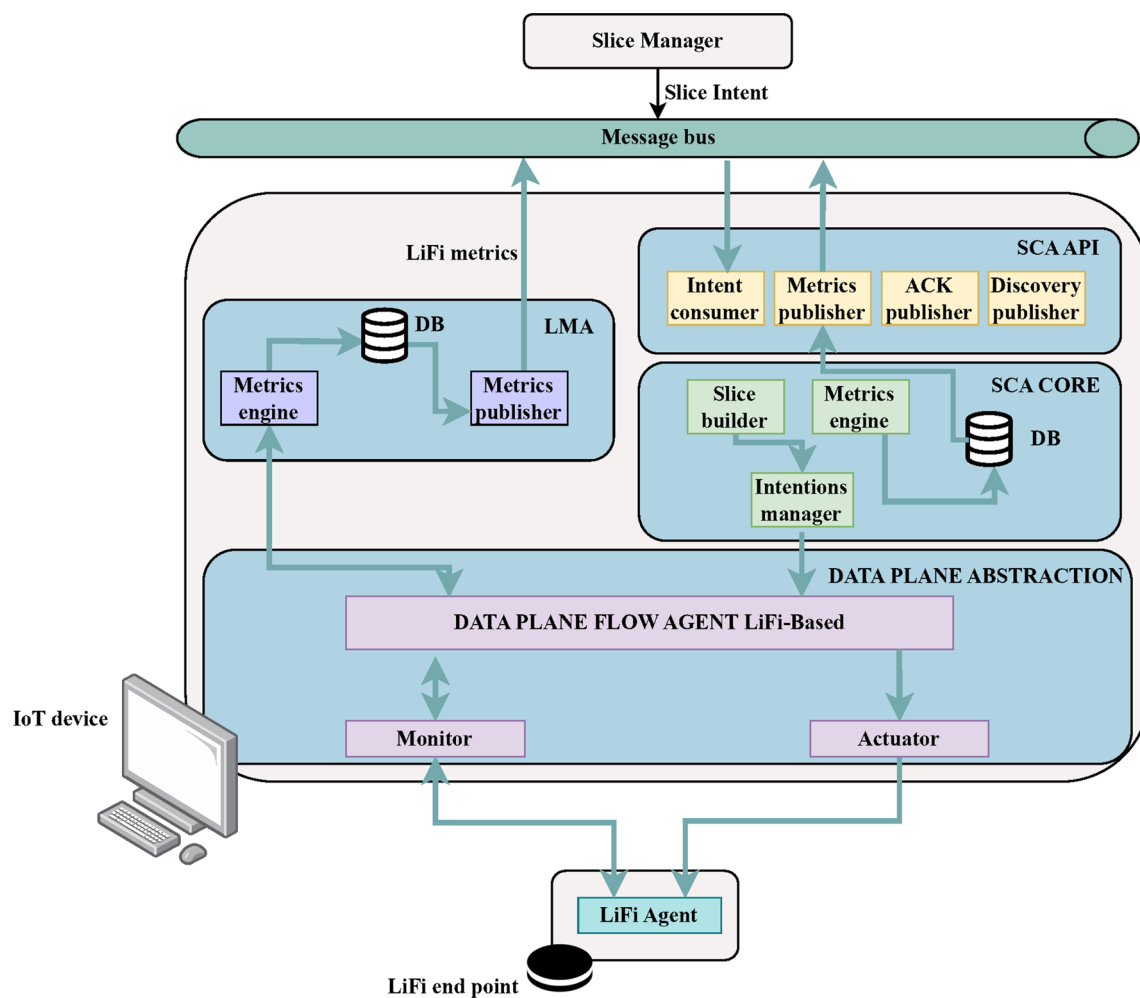 Slice Manager
Slice Intent
Message bus
LiFi metrics
SCA API
Intent
consumer
Metrics
publisher
ACK
publisher
Discovery
publisher
DB
LMA
Metrics
engine
Metrics
publisher
SCA CORE
Slice
builder
Metrics
engine
DB
Intentions
manager
DATA PLANE ABSTRACTION
DATA PLANE FLOW AGENT LiFi-Based
IoT device
Monitor
Actuator
LiFi Agent
LiFi end point